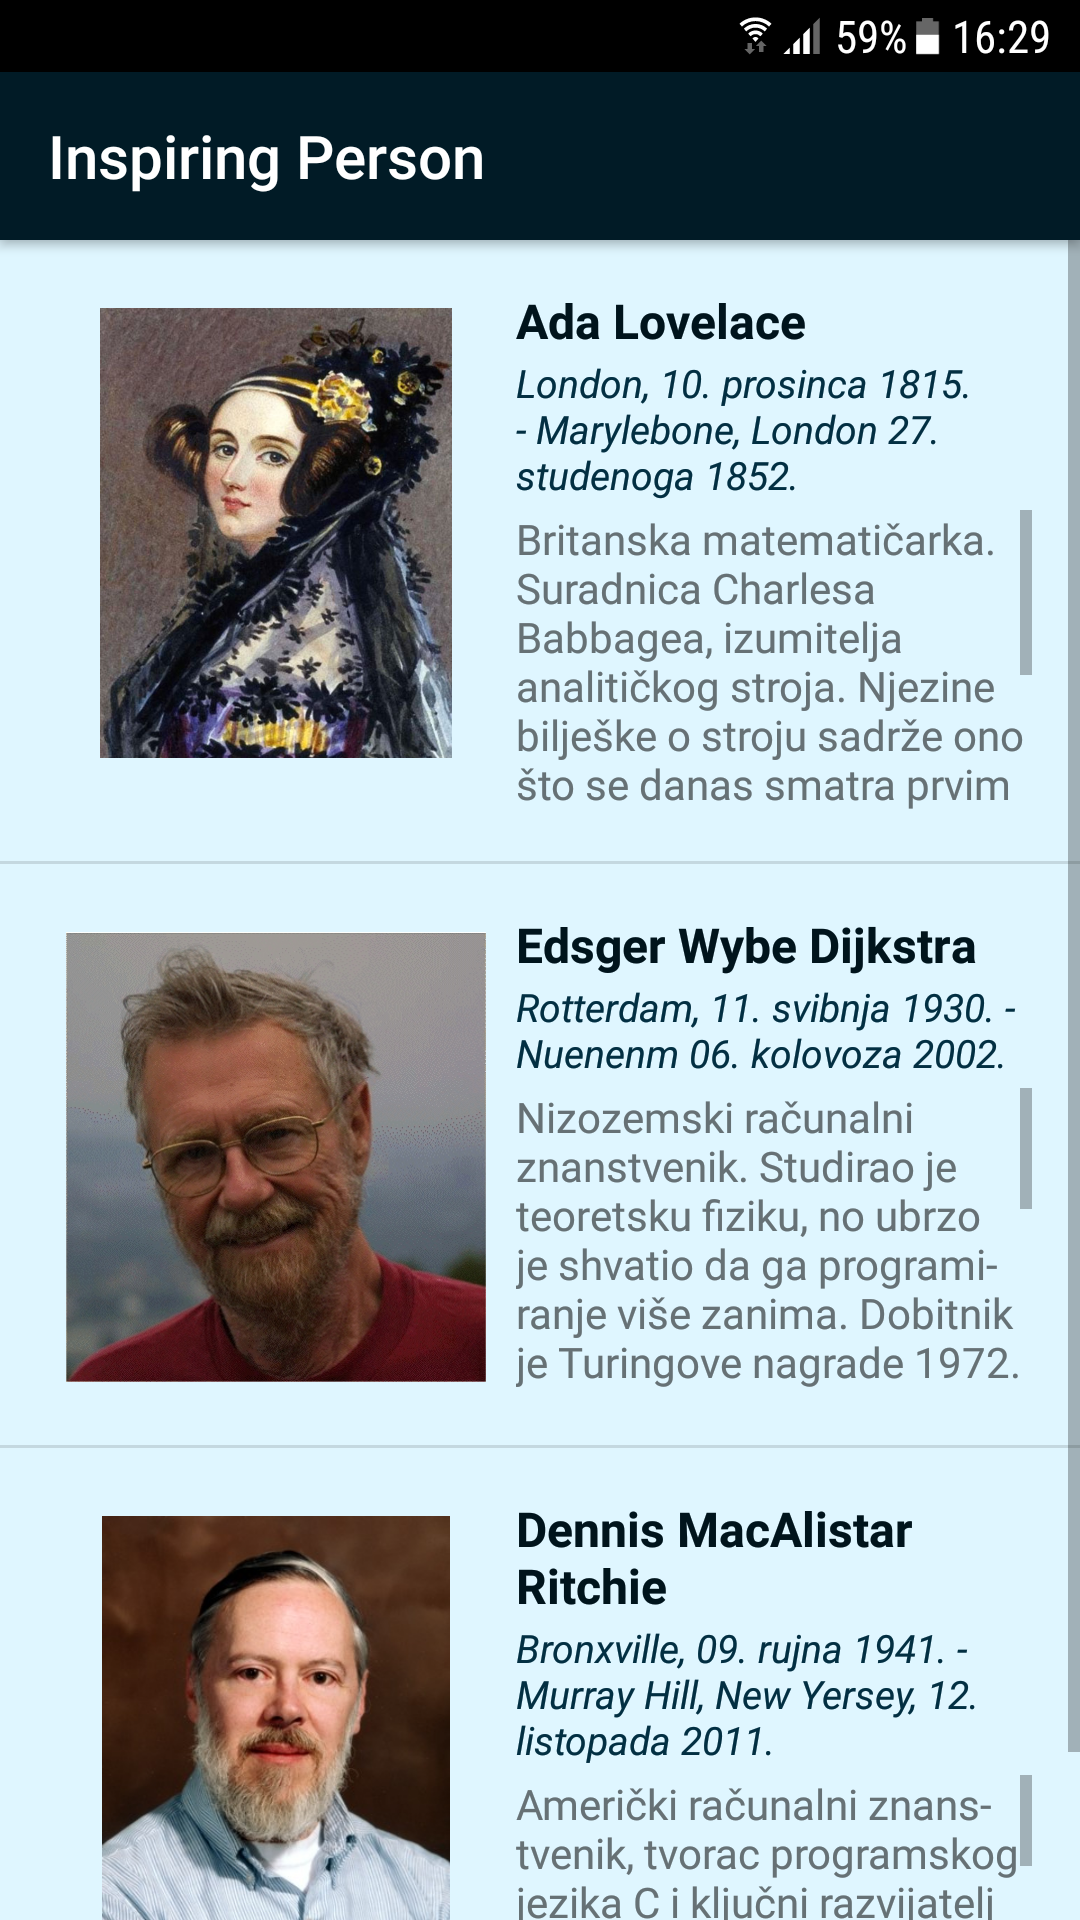 59% 16:29
Inspiring Person
Ada Lovelace
London, 10. prosinca 1815.
- Marylebone, London 27.
studenoga 1852.
Britanska matematičarka.
Suradnica Charlesa
Babbagea, izumitelja
analitičkog stroja. Njezine
bilješke o stroju sadrže ono
što se danas smatra prvim
Edsger Wybe Dijkstra
Rotterdam, 11. svibnja 1930. -
Nuenenm 06. kolovoza 2002.
Nizozemski računalni
znanstvenik. Studirao je
teoretsku fiziku, no ubrzo
je shvatio da ga programi-
ranje više zanima. Dobitnik
je Turingove nagrade 1972.
Dennis MacAlistar
Ritchie
Bronxville, 09. rujna 1941. -
Murray Hill, New Yersey, 12.
listopada 2011.
Američki računalni znans-
tvenik, tvorac programskog
jezika C i ključni razvijatelj